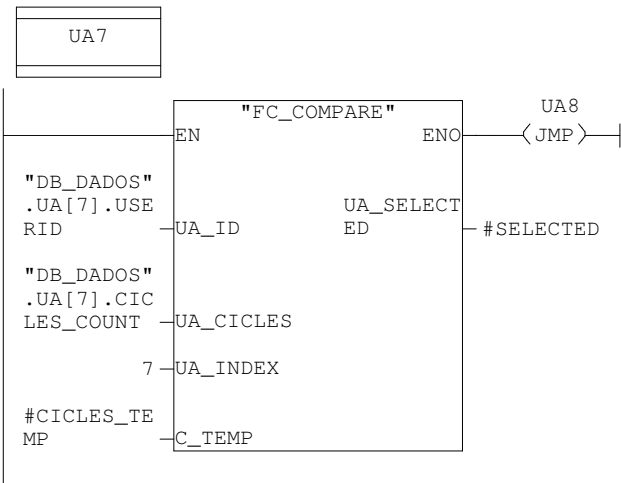 UA7
"FC_COMPARE"
UA8
EN
ENO
JMP
"DB_DADOS"
.UA[7].USE
RID
UA_ID
UA_SELECT
ED
#SELECTED
"DB_DADOS"
.UA[7].CIC
LES_COUNT
UA_CICLES
7
UA_INDEX
#CICLES_TE
MP
C_TEMP